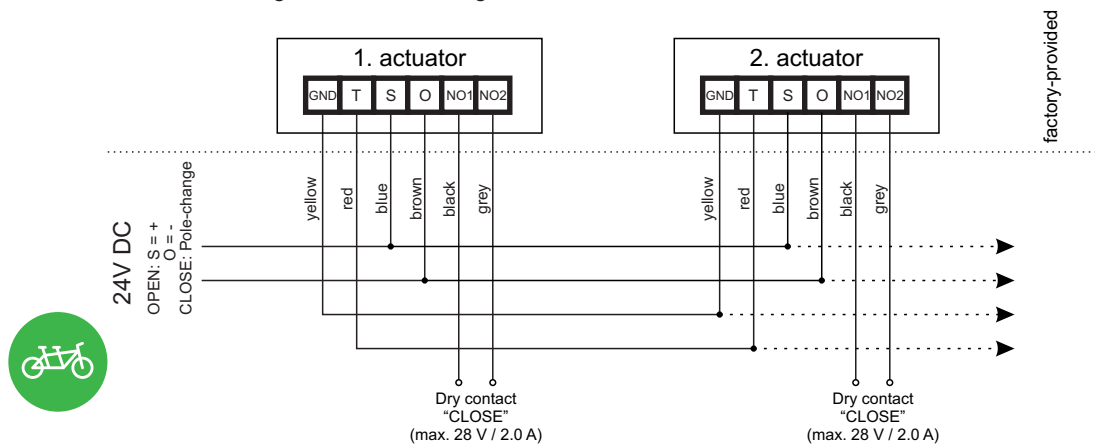 1. actuator
GND T S O NO1 NO2
2. actuator
GND T S O NO1 NO2
factory-provided
24V DC
OPEN: S = +
O = -
CLOSE: Pole-change
yellow
red
blue
brown
black
grey
yellow
red
blue
brown
black
grey
Dry contact
“CLOSE”
(max. 28 V / 2.0 A)
Dry contact
“CLOSE”
(max. 28 V / 2.0 A)